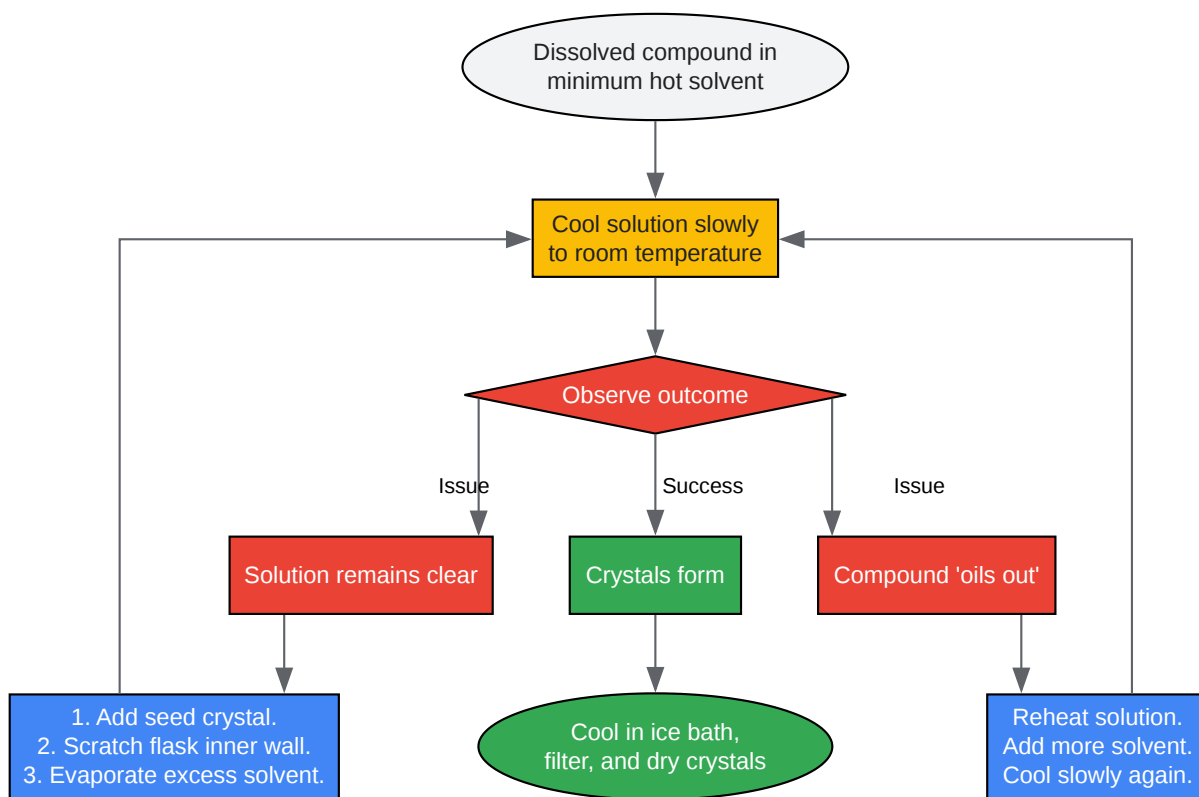 Dissolved compound in
minimum hot solvent
Cool solution slowly
to room temperature
Observe outcome
Issue
Success
Issue
Solution remains clear
Crystals form
Compound 'oils out'
1. Add seed crystal.
2. Scratch flask inner wall.
3. Evaporate excess solvent.
Cool in ice bath,
filter, and dry crystals
Reheat solution.
Add more solvent.
Cool slowly again.